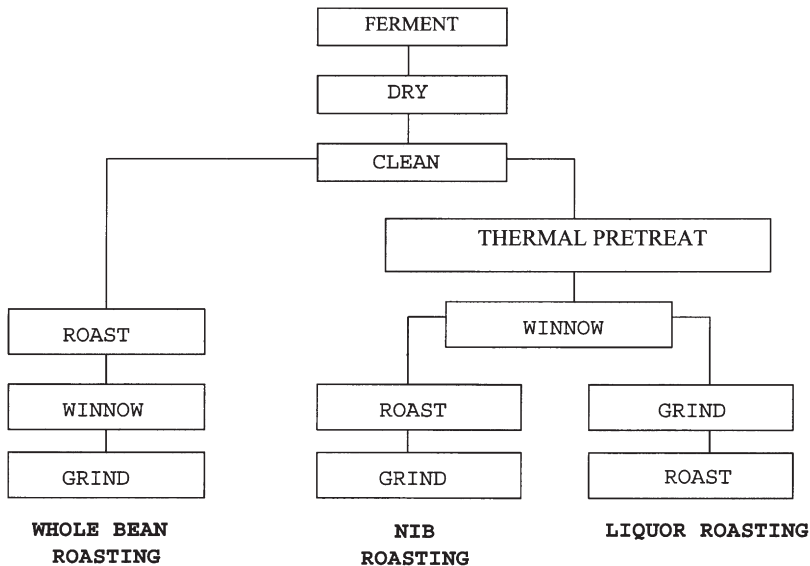 FERMENT
DRY
CLEAN
THERMAL PRETREAT
WINNOW
ROAST
WINNOW
GRIND
ROAST
GRIND
GRIND
ROAST
WHOLE BEAN
ROASTING
NIB
ROASTING
LIQUOR ROASTING